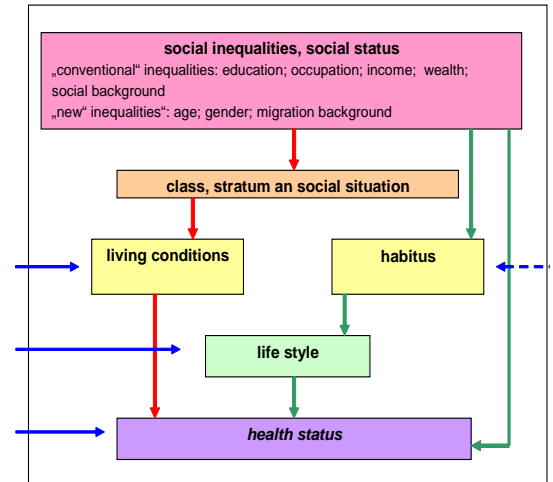 social inequalities, social status
„conventional“ inequalities: education; occupation; income; wealth;
social background
„new“ inequalities“: age; gender; migration background
class, stratum an social situation
living conditions
habitus
life style
health status